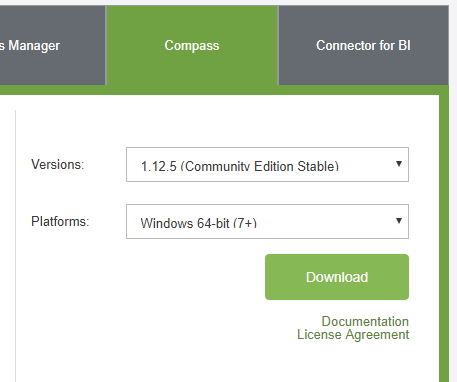 s Manager
Compass
Connector for BI
Versions:
1.12.5 (Community Edition Stable)
Platforms:
Windows 64-bit (7+)
Download
Documentation
License Agreement